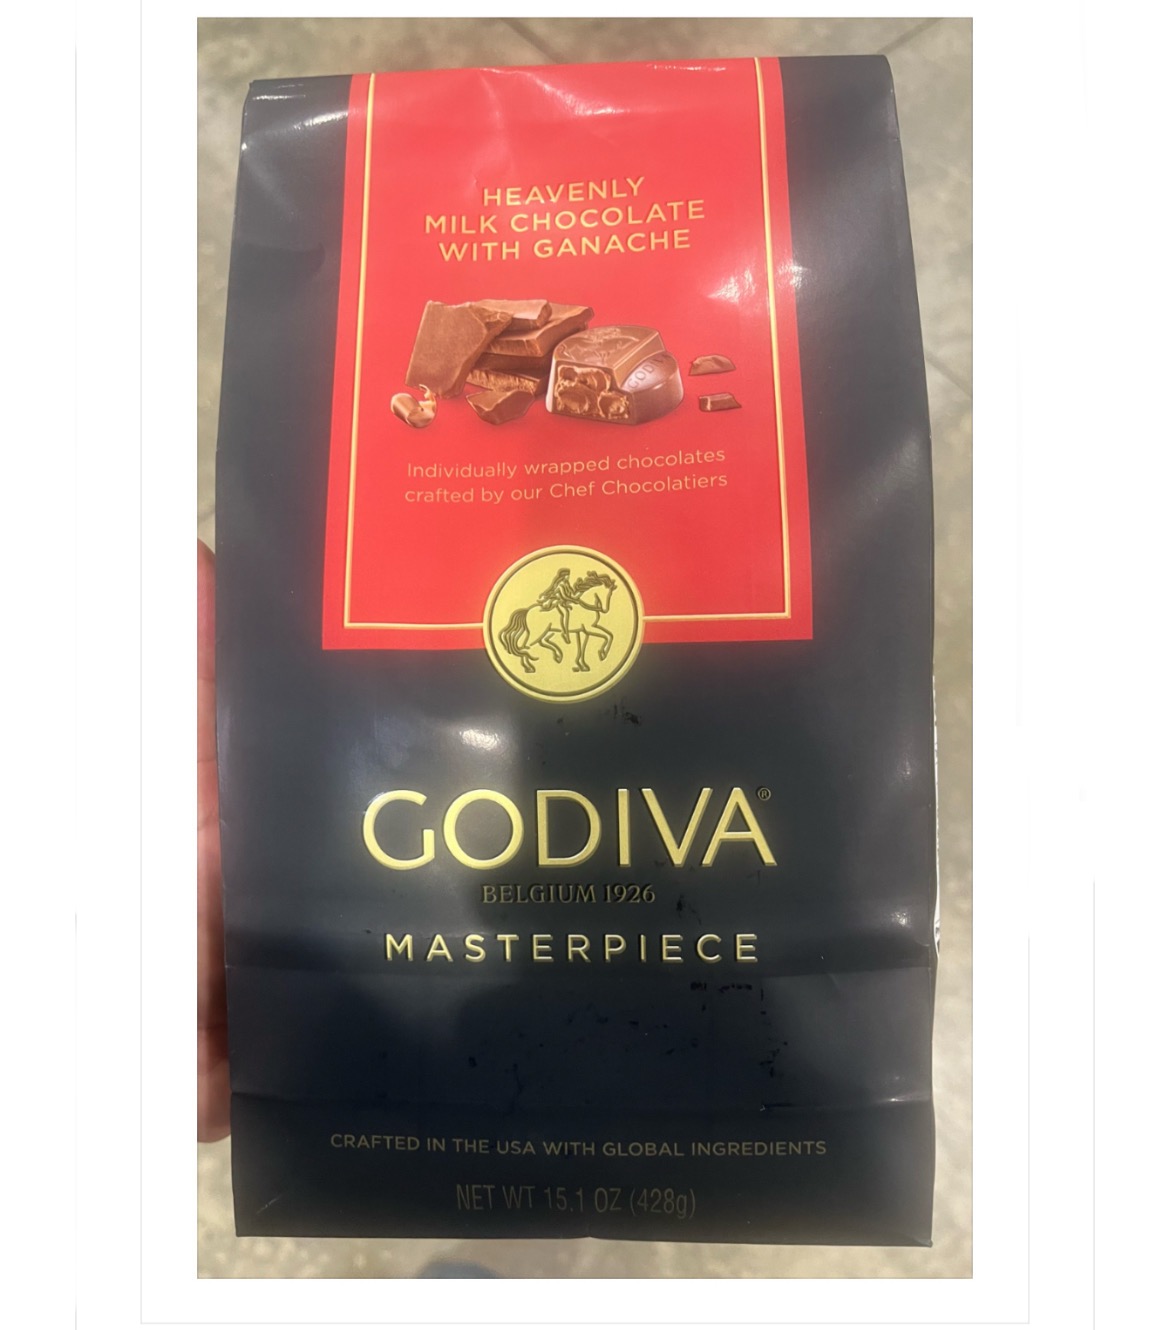 HEAVENLY
MILK CHOCOLATE
WITH GANACHE
GODIVA
Individually wrapped chocolates
crafted by our Chef Chocolatiers
GODIVA®
BELGIUM 1926
MASTERPIECE
CRAFTED IN THE USA WITH GLOBAL INGREDIENTS
NET WT 15.1 OZ (428g)